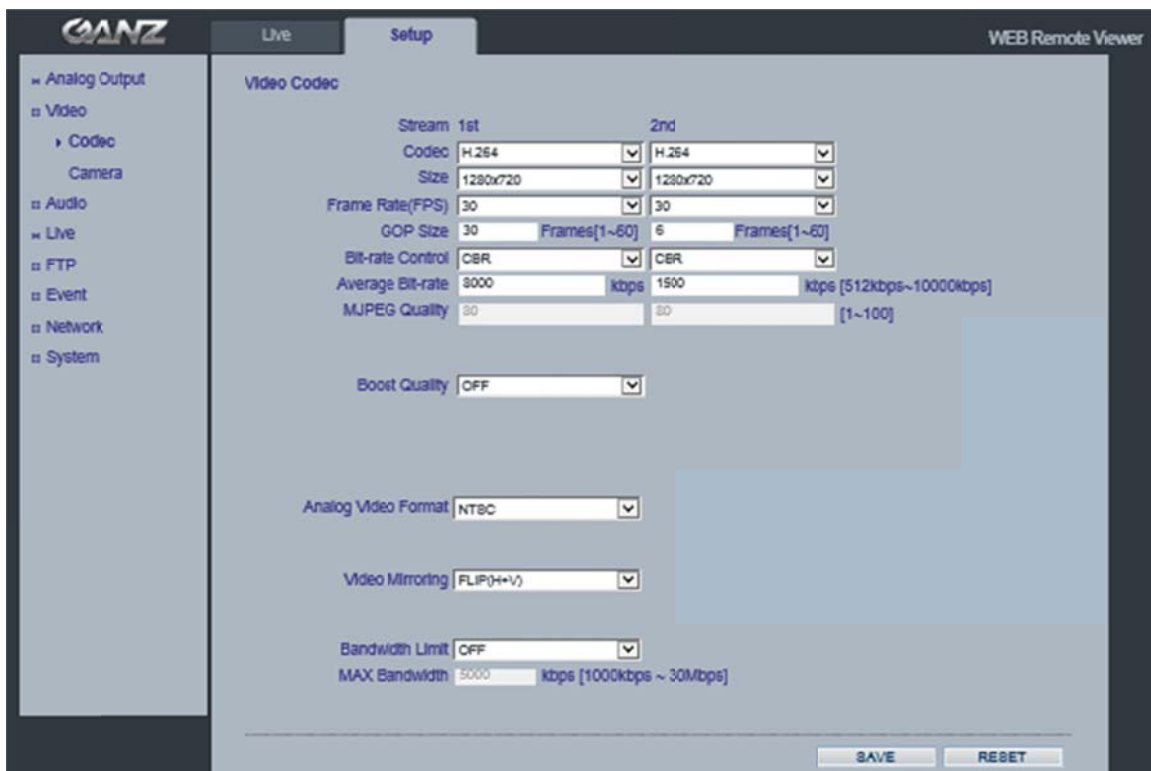 GANZ
Live
Setup
WEB Remote Viewer
Analog Output
Video
Codec
Camera
Audio
Live
FTP
Event
Network
System
Video Codec
Stream 1st 2nd
Codec H.264 H.264
Size 1280x720 1280x720
Frame Rate(FPS) 30 30
GOP Size 30 Frames[1~60] 6 Frames[1~60]
Bit-rate Control CBR CBR
Average Bit-rate 8000 kbps 1500 kbps [512kbps~10000kbps]
MJPEG Quality 80 80 [1~100]
Boost Quality OFF
Analog Video Format NTSC
Video Mirroring FLIP(H+V)
Bandwidth Limit OFF
MAX Bandwidth 5000 kbps [1000kbps ~ 30Mbps]
SAVE
RESET